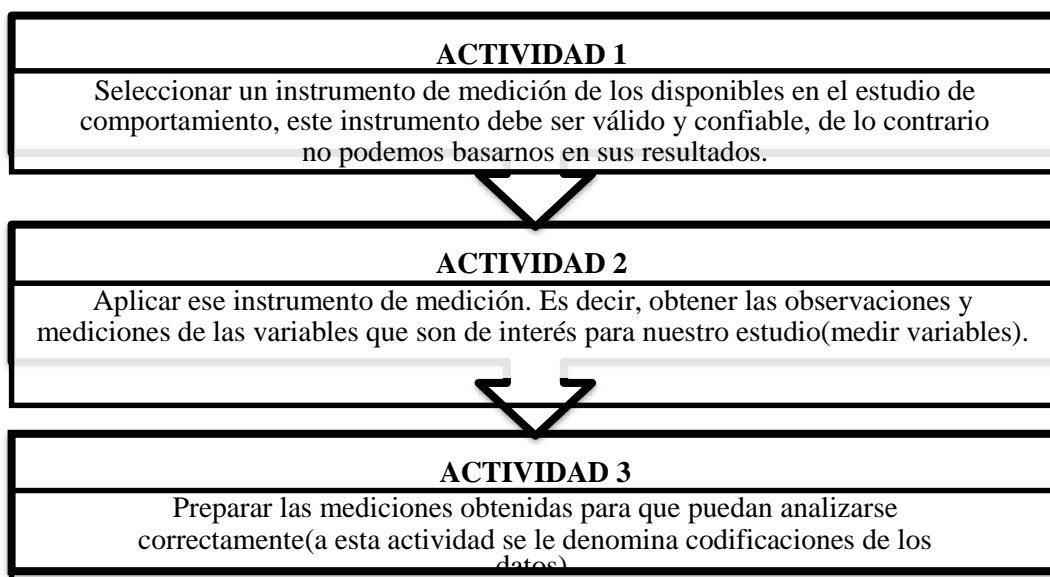 ACTIVIDAD 1
Seleccionar un instrumento de medición de los disponibles en el estudio de
comportamiento, este instrumento debe ser válido y confiable, de lo contrario
no podemos basarnos en sus resultados.
ACTIVIDAD 2
Aplicar ese instrumento de medición. Es decir, obtener las observaciones y
mediciones de las variables que son de interés para nuestro estudio(medir variables).
ACTIVIDAD 3
Preparar las mediciones obtenidas para que puedan analizarse
correctamente(a esta actividad se le denomina codificaciones de los
datos)